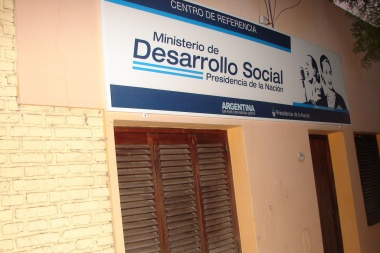 CENTRO DE REFERENCIA
Ministerio de
Desarrollo Social
Presidencia de la Nación
ARGENTINA
Presidencia de la Nación